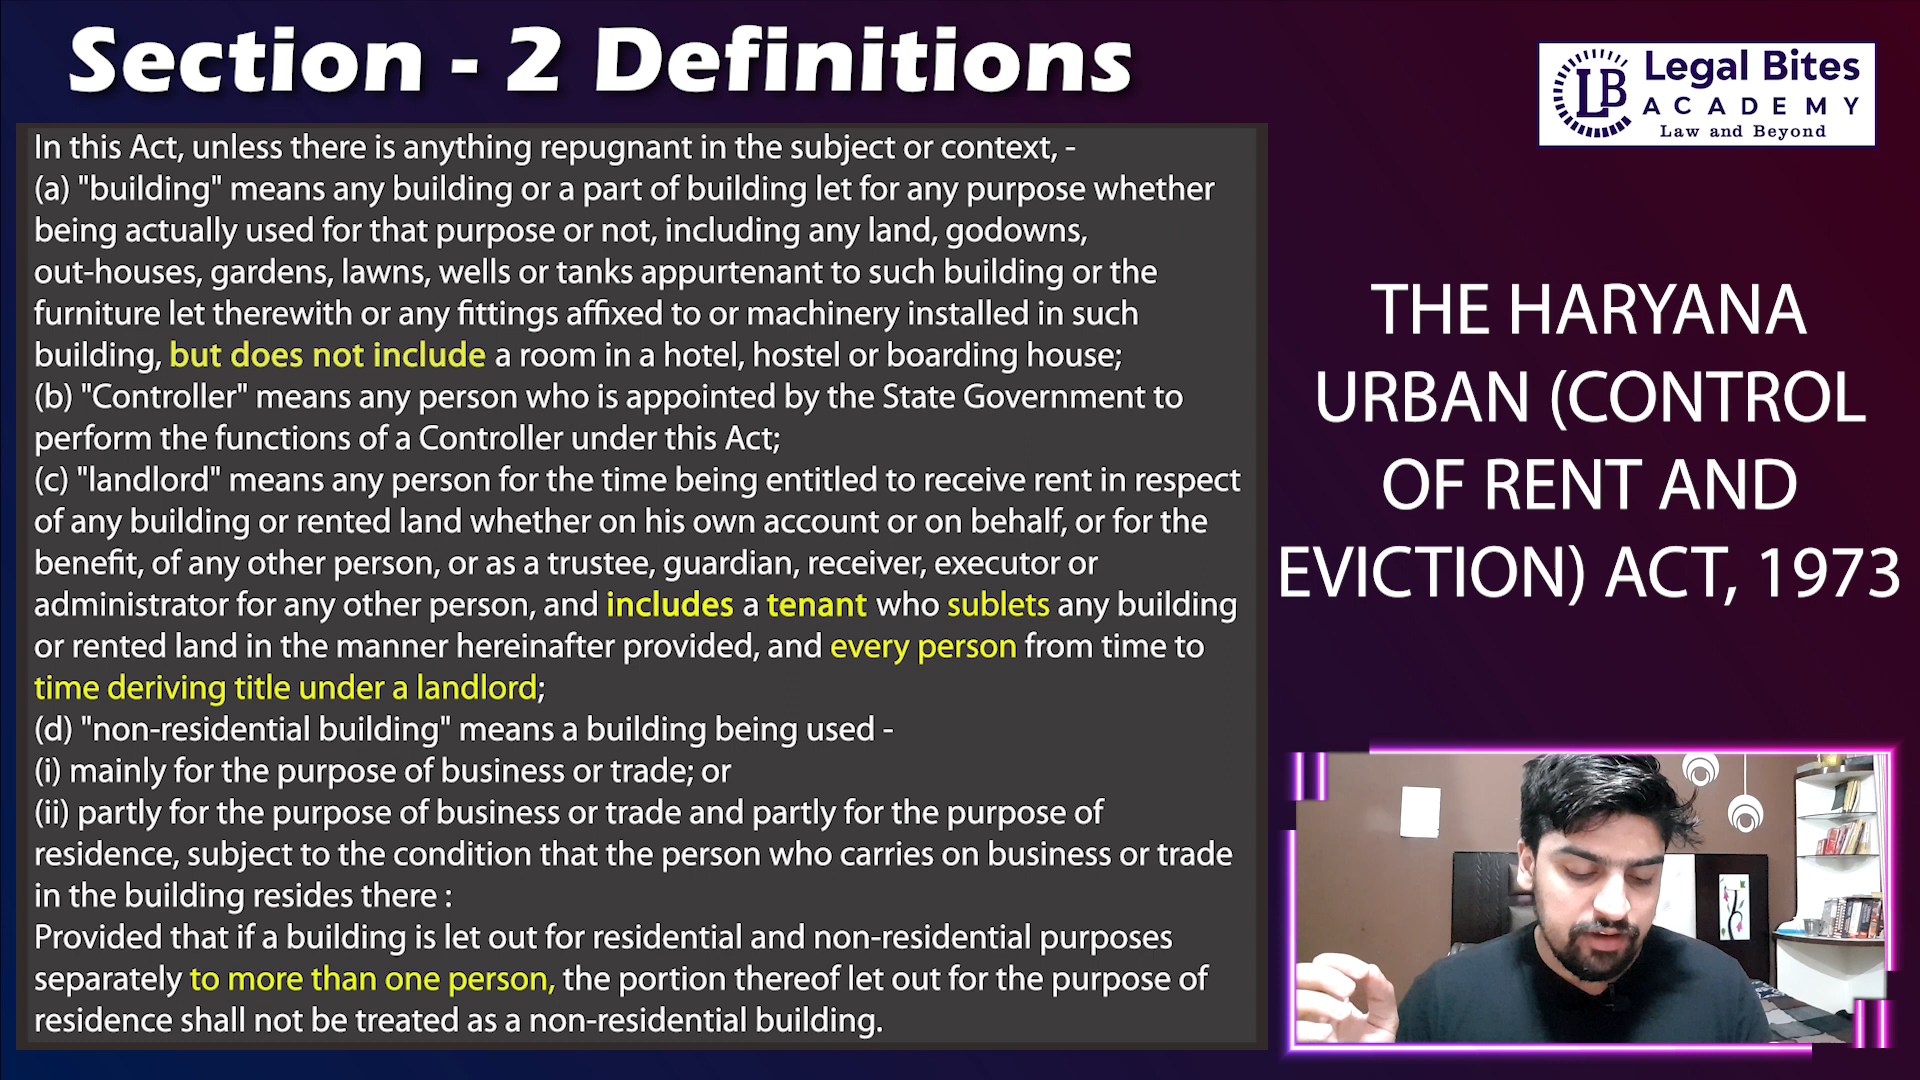 Section - 2 Definitions
LB
Legal Bites
ACADEMY
Law and Beyond
In this Act, unless there is anything repugnant in the subject or context, -
(a) "building" means any building or a part of building let for any purpose whether
being actually used for that purpose or not, including any land, godowns,
out-houses, gardens, lawns, wells or tanks appurtenant to such building or the
furniture let therewith or any fittings affixed to or machinery installed in such
building, but does not include a room in a hotel, hostel or boarding house;
(b) "Controller" means any person who is appointed by the State Government to
perform the functions of a Controller under this Act;
(c) "landlord" means any person for the time being entitled to receive rent in respect
of any building or rented land whether on his own account or on behalf, or for the
benefit, of any other person, or as a trustee, guardian, receiver, executor or
administrator for any other person, and includes a tenant who sublets any building
or rented land in the manner hereinafter provided, and every person from time to
time deriving title under a landlord;
(d) "non-residential building" means a building being used -
(i) mainly for the purpose of business or trade; or
(ii) partly for the purpose of business or trade and partly for the purpose of
residence, subject to the condition that the person who carries on business or trade
in the building resides there :
Provided that if a building is let out for residential and non-residential purposes
separately to more than one person, the portion thereof let out for the purpose of
residence shall not be treated as a non-residential building.
THE HARYANA
URBAN (CONTROL
OF RENT AND
EVICTION) ACT, 1973